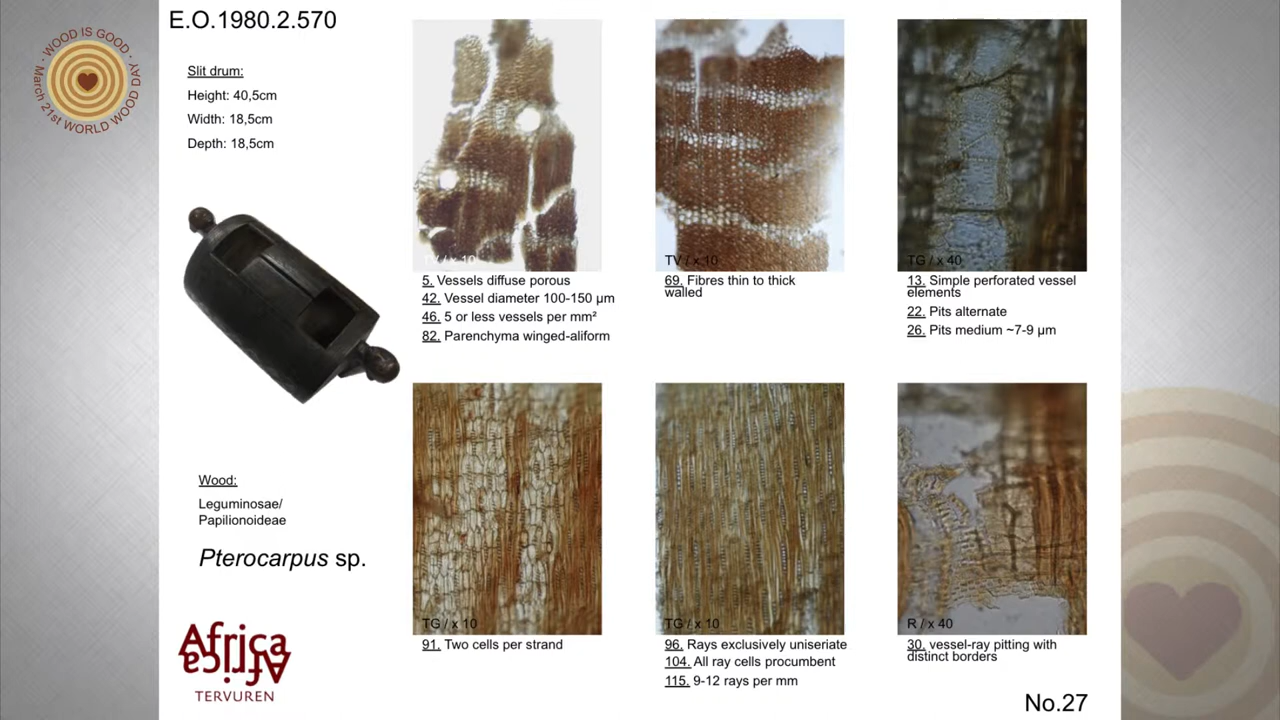 E.O.1980.2.570
WOOD IS GOOD · WOOD DAY
March 21st WORLD WOOD DAY
Slit drum:
Height: 40,5cm
Width: 18,5cm
Depth: 18,5cm
TV / x 10
5. Vessels diffuse porous
42. Vessel diameter 100-150 µm
46. 5 or less vessels per mm²
82. Parenchyma winged-aliform
TV / x 10
69. Fibres thin to thick
walled
TG / x 40
13. Simple perforated vessel
elements
22. Pits alternate
26. Pits medium ~7-9 µm
Wood:
Leguminosae/
Papilionoideae
Pterocarpus sp.
TG / x 10
91. Two cells per strand
TG / x 10
96. Rays exclusively uniseriate
104. All ray cells procumbent
115. 9-12 rays per mm
R / x 40
30. vessel-ray pitting with
distinct borders
Africa
Africa
TERVUREN
No.27